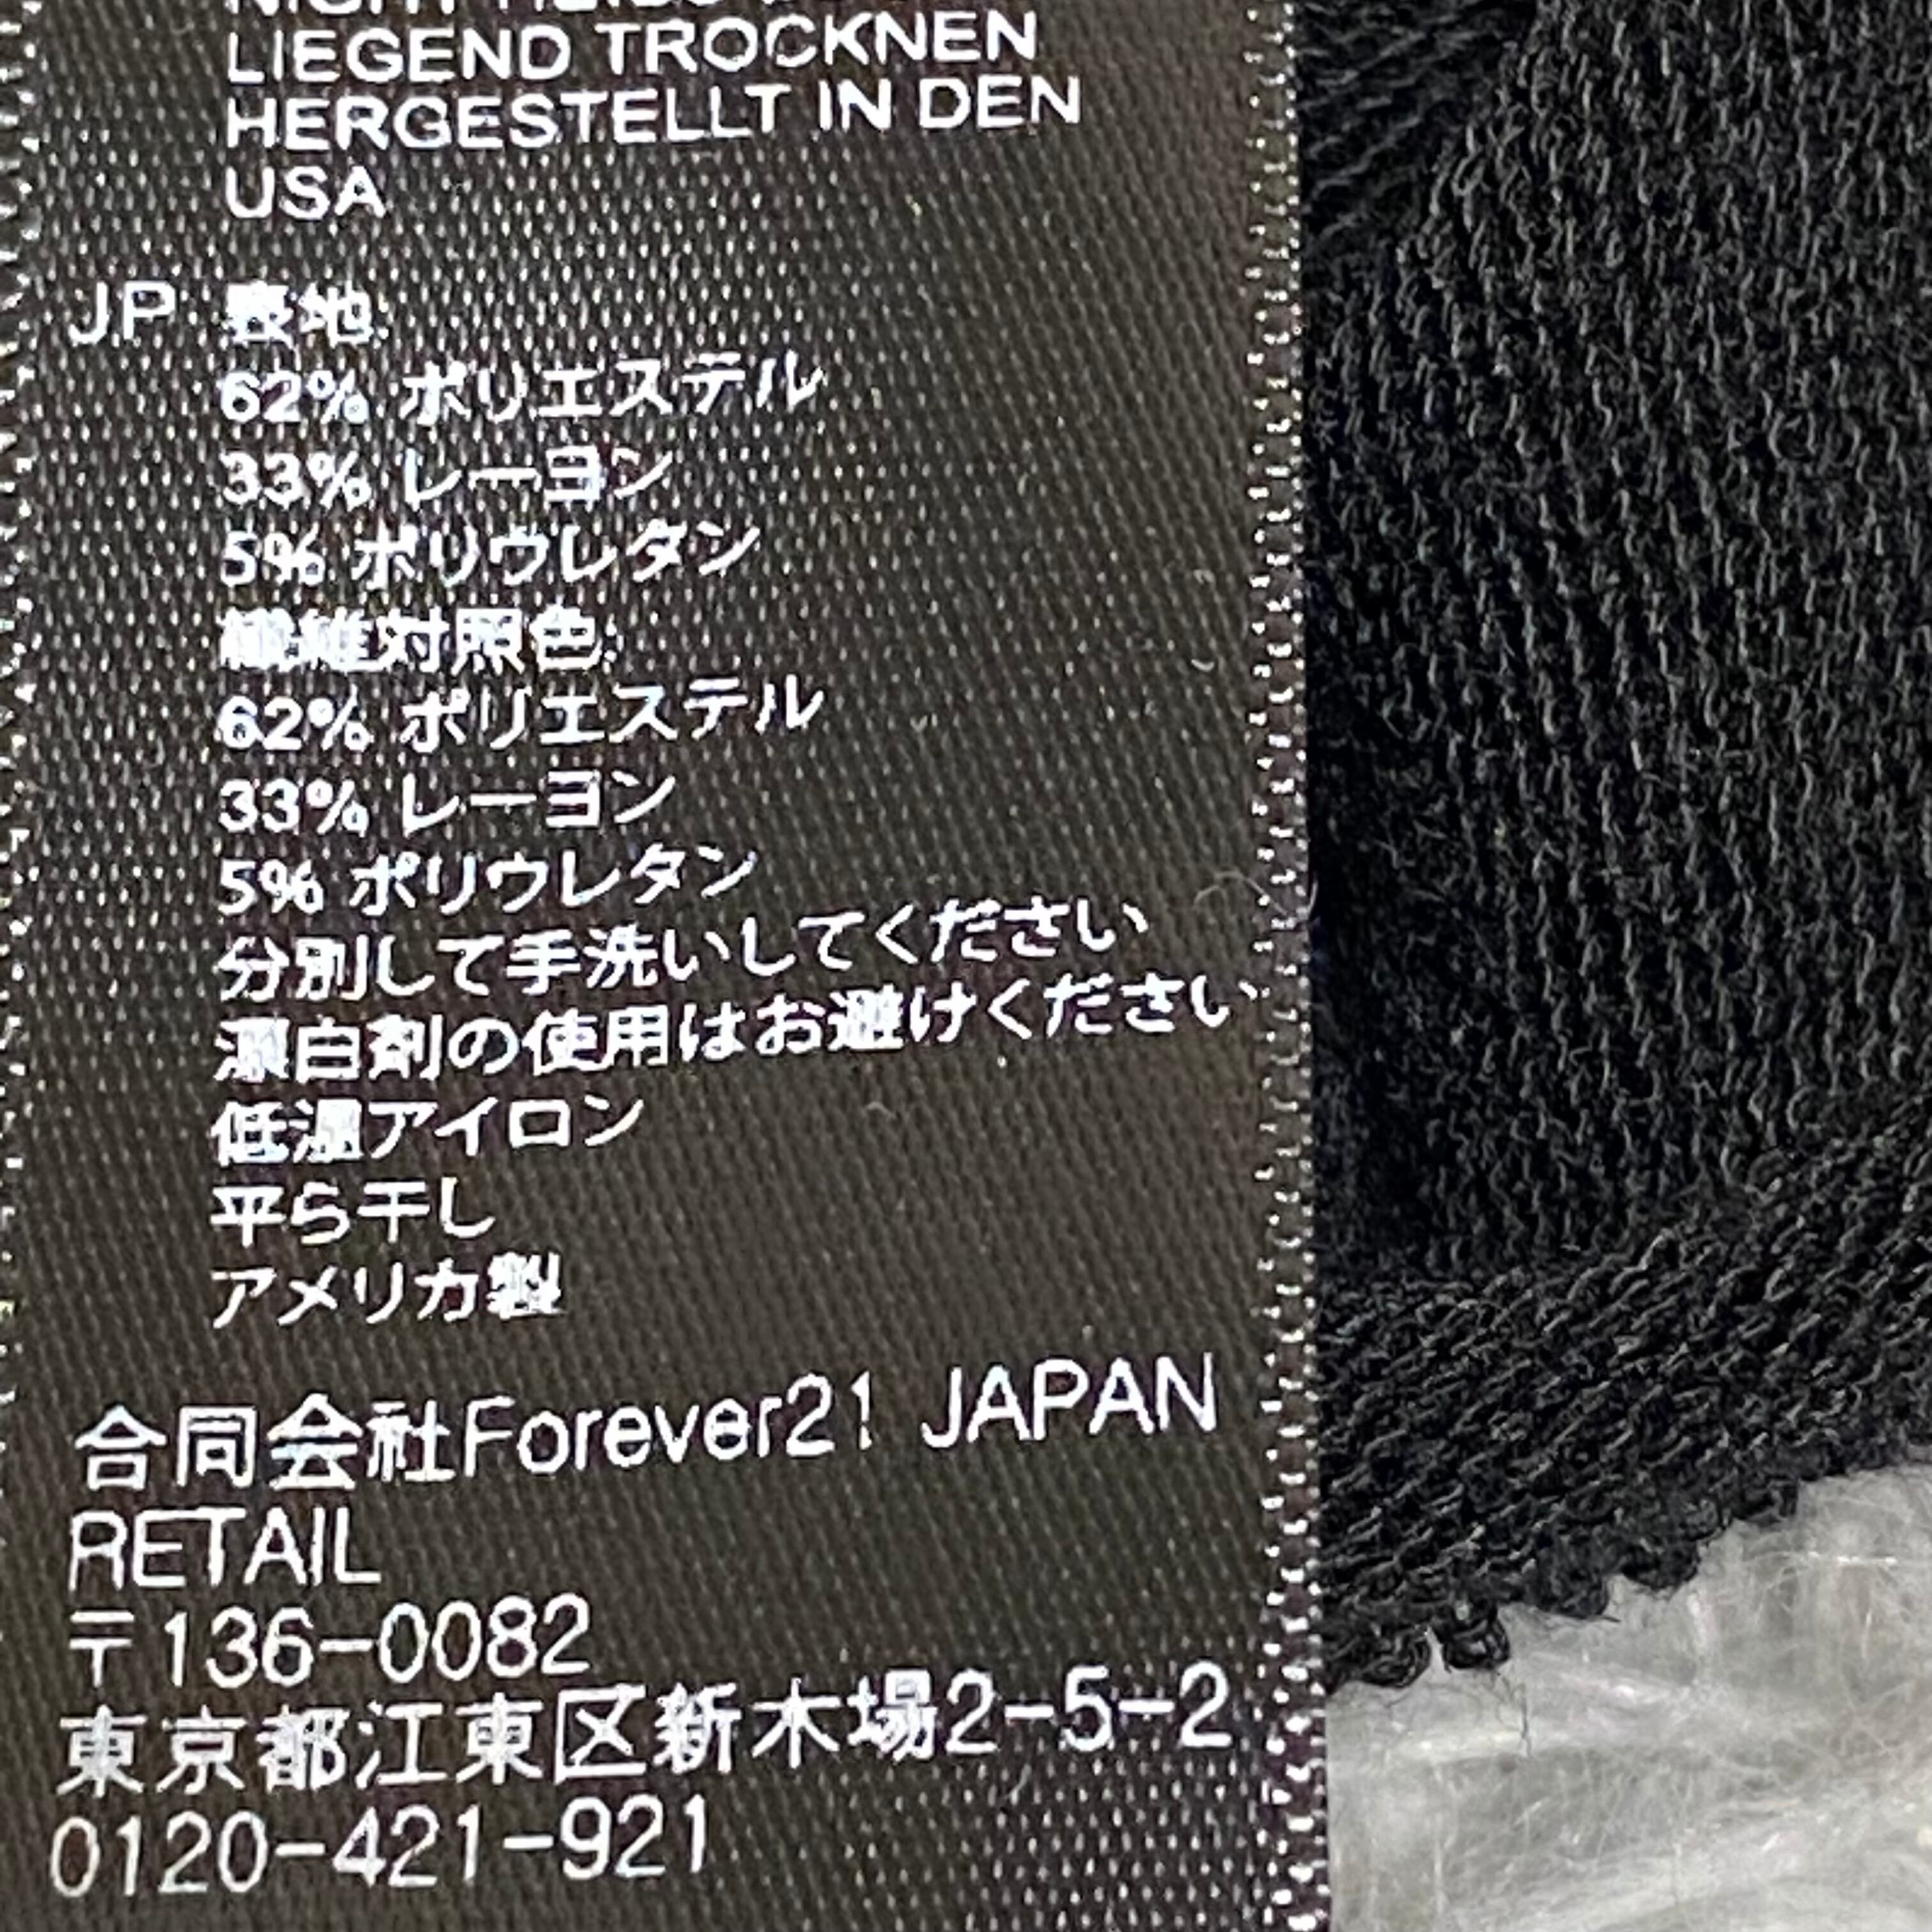 LIEGEND TROCKNEN
HERGESTELLT IN DEN
USA
JP 表地:
62% ポリエステル
33% レーヨン
5% ポリウレタン
繊維対照色:
62% ポリエステル
33% レーヨン
5% ポリウレタン
分別して手洗いしてください
漂白剤の使用はお避けください
低温アイロン
平ら干し
アメリカ製
合同会社Forever21 JAPAN
RETAIL
〒136-0082
東京都江東区新木場2-5-2
0120-421-921